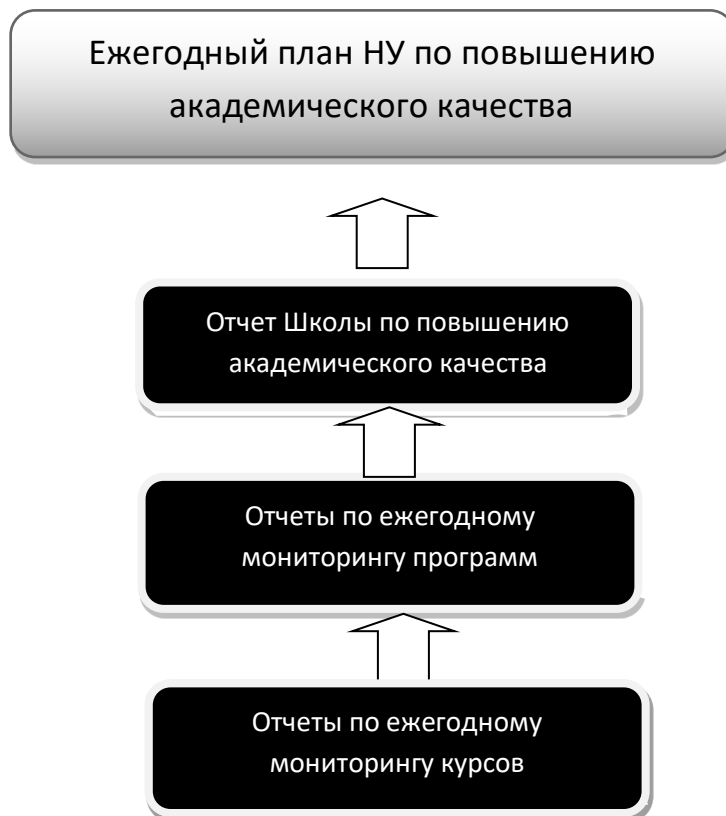 Ежегодный план НУ по повышению
академического качества
Отчет Школы по повышению
академического качества
Отчеты по ежегодному
мониторингу программ
Отчеты по ежегодному
мониторингу курсов